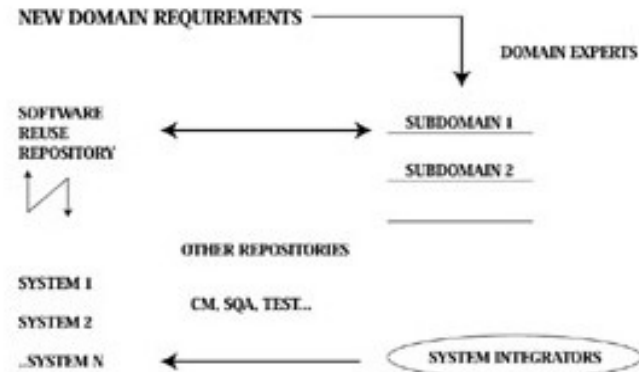 NEW DOMAIN REQUIREMENTS
DOMAIN EXPERTS
SOFTWARE
REUSE
REPOSITORY
SUBDOMAIN 1
SUBDOMAIN 2
OTHER REPOSITORIES
SYSTEM 1
CM, SQA, TEST...
SYSTEM 2
...SYSTEM N
SYSTEM INTEGRATORS